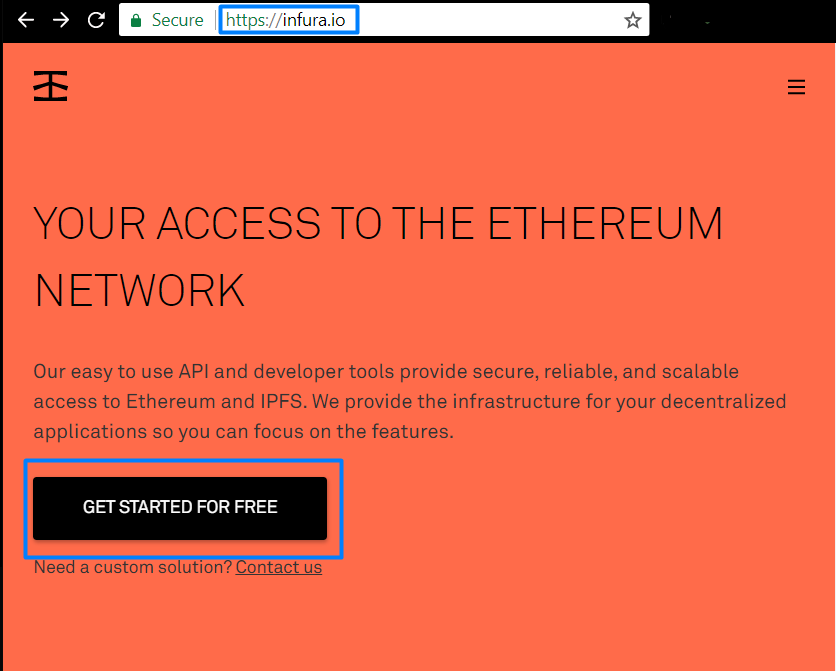 Secure https://infura.io
YOUR ACCESS TO THE ETHEREUM
NETWORK
Our easy to use API and developer tools provide secure, reliable, and scalable
access to Ethereum and IPFS. We provide the infrastructure for your decentralized
applications so you can focus on the features.
GET STARTED FOR FREE
Need a custom solution? Contact us